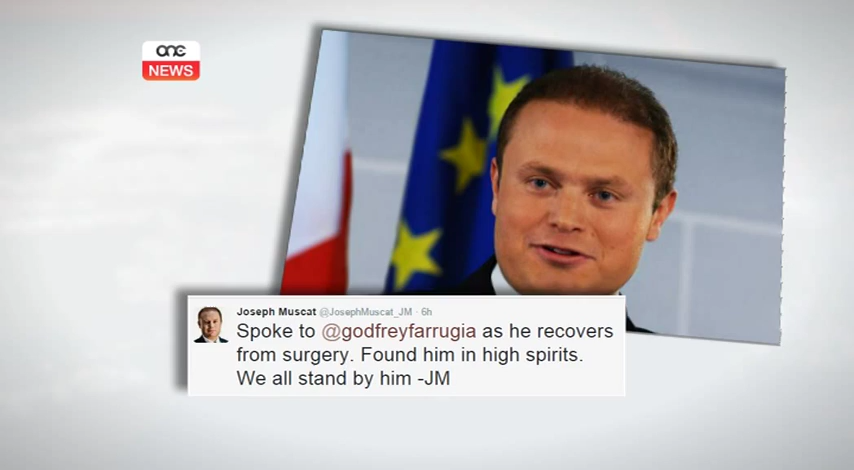 one
NEWS
Joseph Muscat @JosephMuscat_JM · 6h
Spoke to @godfreyfarrugia as he recovers
from surgery. Found him in high spirits.
We all stand by him -JM